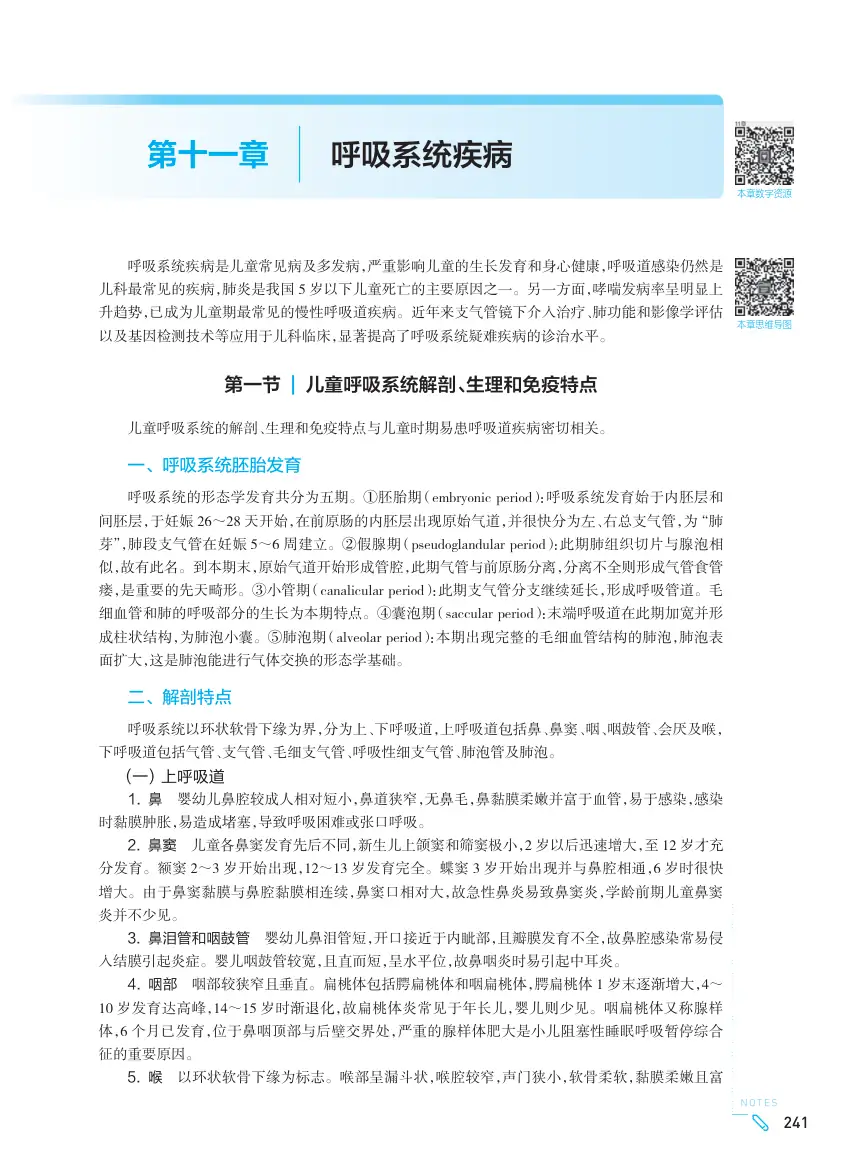 第十一章 呼吸系统疾病
11章
本章数字资源
呼吸系统疾病是儿童常见病及多发病,严重影响儿童的生长发育和身心健康,呼吸道感染仍然是
儿科最常见的疾病,肺炎是我国 5 岁以下儿童死亡的主要原因之一。另一方面,哮喘发病率呈明显上
升趋势,已成为儿童期最常见的慢性呼吸道疾病。近年来支气管镜下介入治疗、肺功能和影像学评估
以及基因检测技术等应用于儿科临床,显著提高了呼吸系统疑难疾病的诊治水平。
本章思维导图
第一节 | 儿童呼吸系统解剖、生理和免疫特点
儿童呼吸系统的解剖、生理和免疫特点与儿童时期易患呼吸道疾病密切相关。
一、呼吸系统胚胎发育
呼吸系统的形态学发育共分为五期。①胚胎期(embryonic period):呼吸系统发育始于内胚层和
间胚层,于妊娠 26～28 天开始,在前原肠的内胚层出现原始气道,并很快分为左、右总支气管,为“肺
芽”,肺段支气管在妊娠 5～6 周建立。②假腺期(pseudoglandular period):此期肺组织切片与腺泡相
似,故有此名。到本期末,原始气道开始形成管腔,此期气管与前原肠分离,分离不全则形成气管食管
瘘,是重要的先天畸形。③小管期(canalicular period):此期支气管分支继续延长,形成呼吸管道。毛
细血管和肺的呼吸部分的生长为本期特点。④囊泡期(saccular period):末端呼吸道在此期加宽并形
成柱状结构,为肺泡小囊。⑤肺泡期(alveolar period):本期出现完整的毛细血管结构的肺泡,肺泡表
面扩大,这是肺泡能进行气体交换的形态学基础。
二、解剖特点
呼吸系统以环状软骨下缘为界,分为上、下呼吸道,上呼吸道包括鼻、鼻窦、咽、咽鼓管、会厌及喉,
下呼吸道包括气管、支气管、毛细支气管、呼吸性细支气管、肺泡管及肺泡。
(一) 上呼吸道
1. 鼻 婴幼儿鼻腔较成人相对短小,鼻道狭窄,无鼻毛,鼻黏膜柔嫩并富于血管,易于感染,感染
时黏膜肿胀,易造成堵塞,导致呼吸困难或张口呼吸。
2. 鼻窦 儿童各鼻窦发育先后不同,新生儿上颌窦和筛窦极小,2 岁以后迅速增大,至 12 岁才充
分发育。额窦 2～3 岁开始出现,12～13 岁发育完全。蝶窦 3 岁开始出现并与鼻腔相通,6 岁时很快
增大。由于鼻窦黏膜与鼻腔黏膜相连续,鼻窦口相对大,故急性鼻炎易致鼻窦炎,学龄前期儿童鼻窦
炎并不少见。
3. 鼻泪管和咽鼓管 婴幼儿鼻泪管短,开口接近于内眦部,且瓣膜发育不全,故鼻腔感染常易侵
入结膜引起炎症。婴儿咽鼓管较宽,且直而短,呈水平位,故鼻咽炎时易引起中耳炎。
4. 咽部 咽部较狭窄且垂直。扁桃体包括腭扁桃体和咽扁桃体,腭扁桃体 1 岁末逐渐增大,4～
10 岁发育达高峰,14～15 岁时渐退化,故扁桃体炎常见于年长儿,婴儿则少见。咽扁桃体又称腺样
体,6 个月已发育,位于鼻咽顶部与后壁交界处,严重的腺样体肥大是小儿阻塞性睡眠呼吸暂停综合
征的重要原因。
5. 喉 以环状软骨下缘为标志。喉部呈漏斗状,喉腔较窄,声门狭小,软骨柔软,黏膜柔嫩且富
NOTES
241